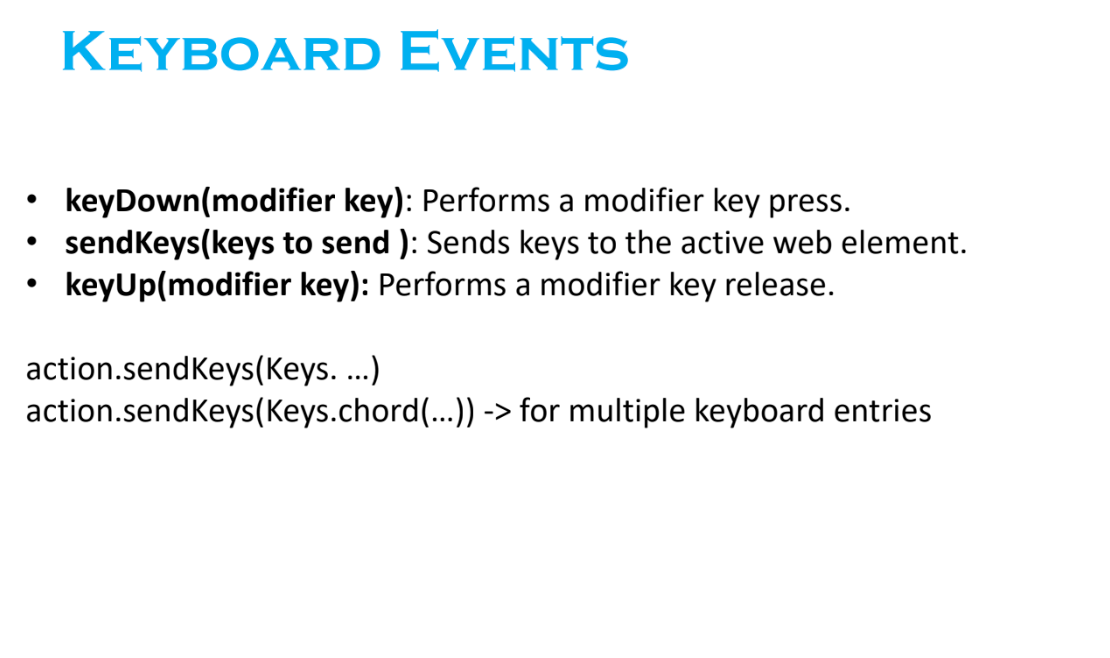 KEYBOARD EVENTS
• keyDown(modifier key): Performs a modifier key press.
• sendKeys(keys to send ): Sends keys to the active web element.
• keyUp(modifier key): Performs a modifier key release.
action.sendKeys(Keys. ...)
action.sendKeys(Keys.chord(...)) -> for multiple keyboard entries